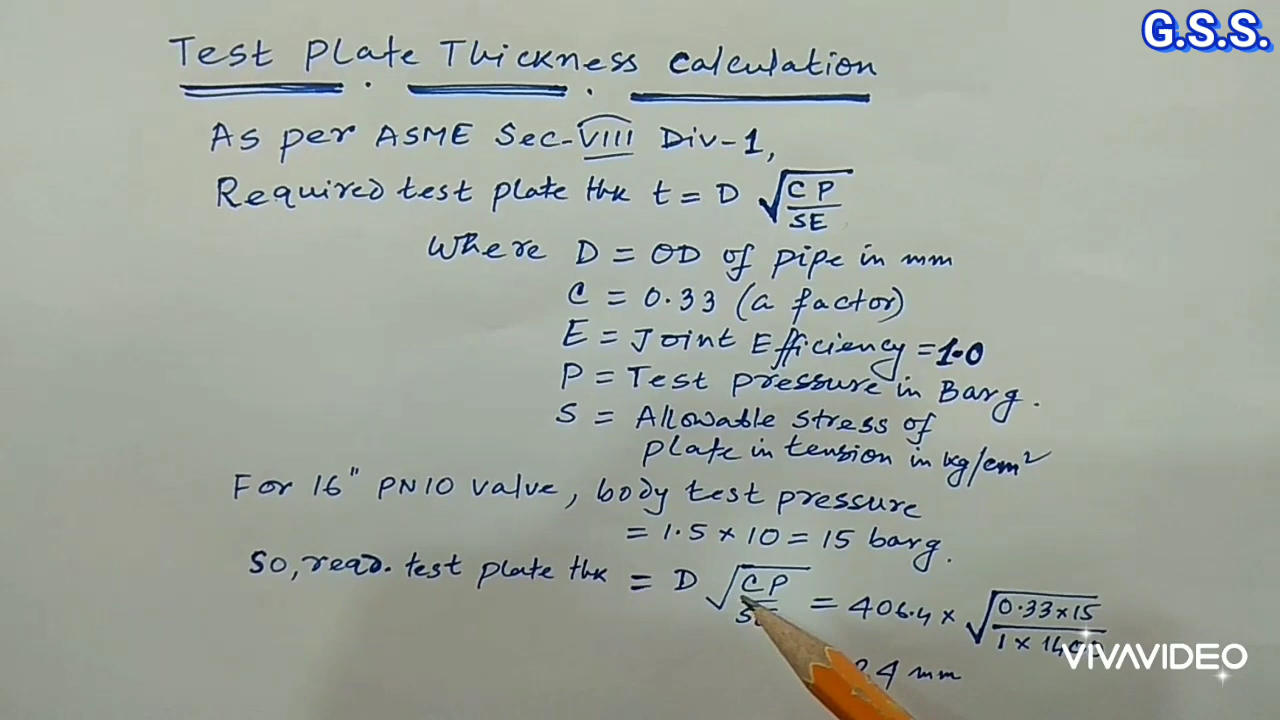 G.S.S.
Test Plate Thickness Calculation
As per ASME Sec-VIII Div-1,
Required test plate thk t = D √(CP/SE)
Where D = OD of pipe in mm
C = 0.33 (a factor)
E = Joint Efficiency = 1.0
P = Test pressure in Barg.
S = Allowable stress of
plate in tension in kg/cm²
For 16" PN10 valve, body test pressure
= 1.5 × 10 = 15 barg.
So, reqd. test plate thk = D √(CP/S = 406.4 × √(0.33×15/1×1400)
24 mm
VIVAVIDEO